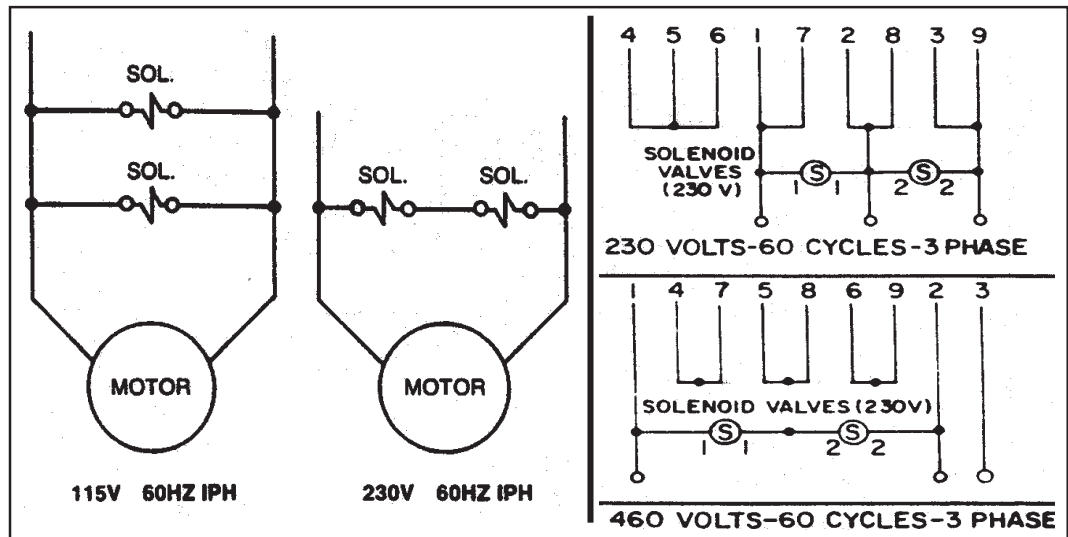 SOL.
SOL.
MOTOR
115V 60HZ IPH
SOL. SOL.
MOTOR
230V 60HZ IPH
4 5 6 1 7 2 8 3 9
SOLENOID
VALVES
(230 V)
1 S 1 2 S 2
230 VOLTS-60 CYCLES-3 PHASE
1 4 7 5 8 6 9 2 3
SOLENOID VALVES (230V)
1 S 1 2 S 2
460 VOLTS-60 CYCLES-3 PHASE